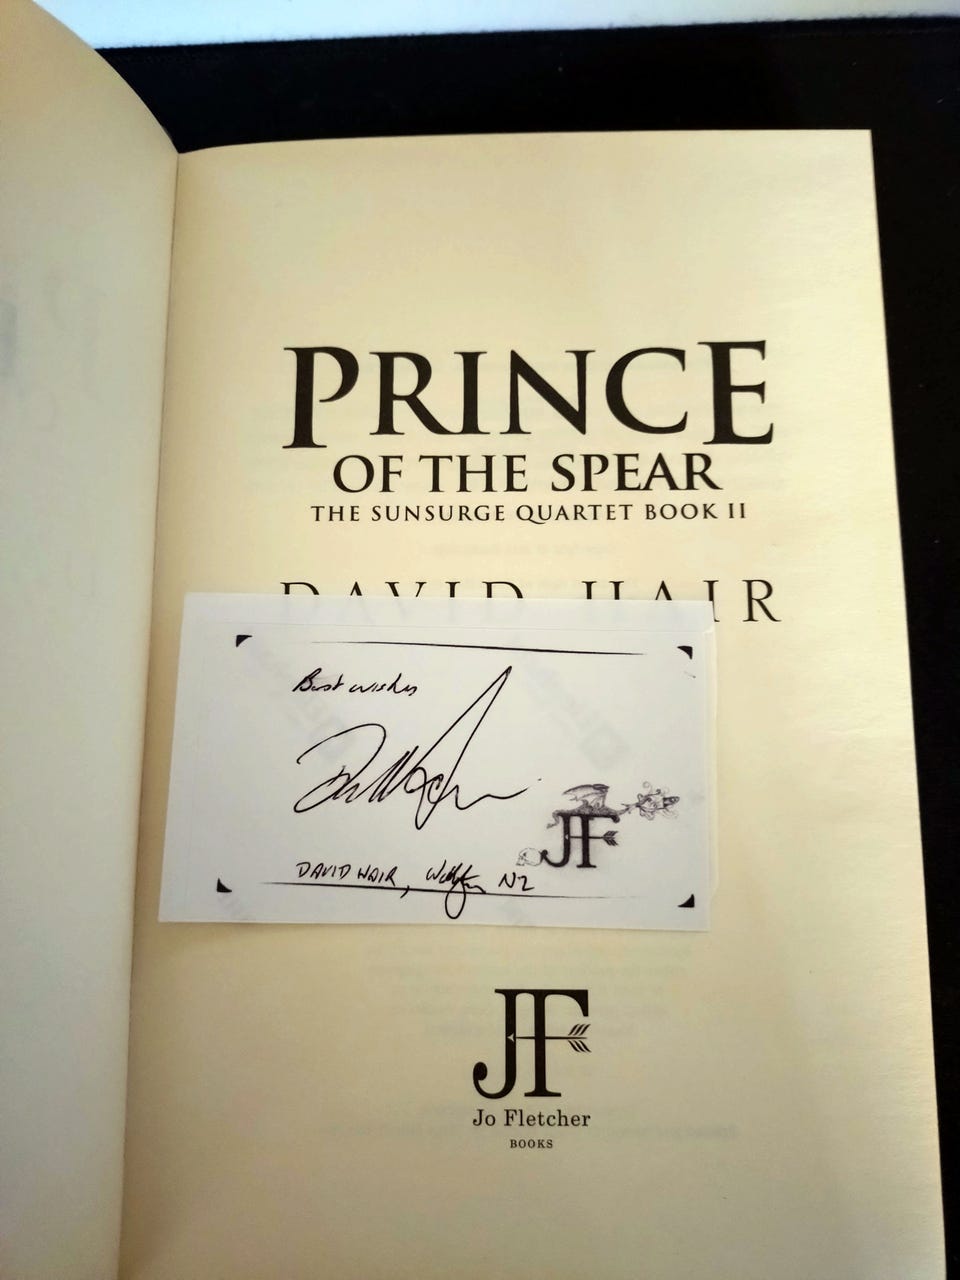 PRINCE
OF THE SPEAR
THE SUNSURGE QUARTET BOOK II
DAVID HAIR
Best wishes
JF
DAVID HAIR, Wellington NZ
JF
Jo Fletcher
BOOKS